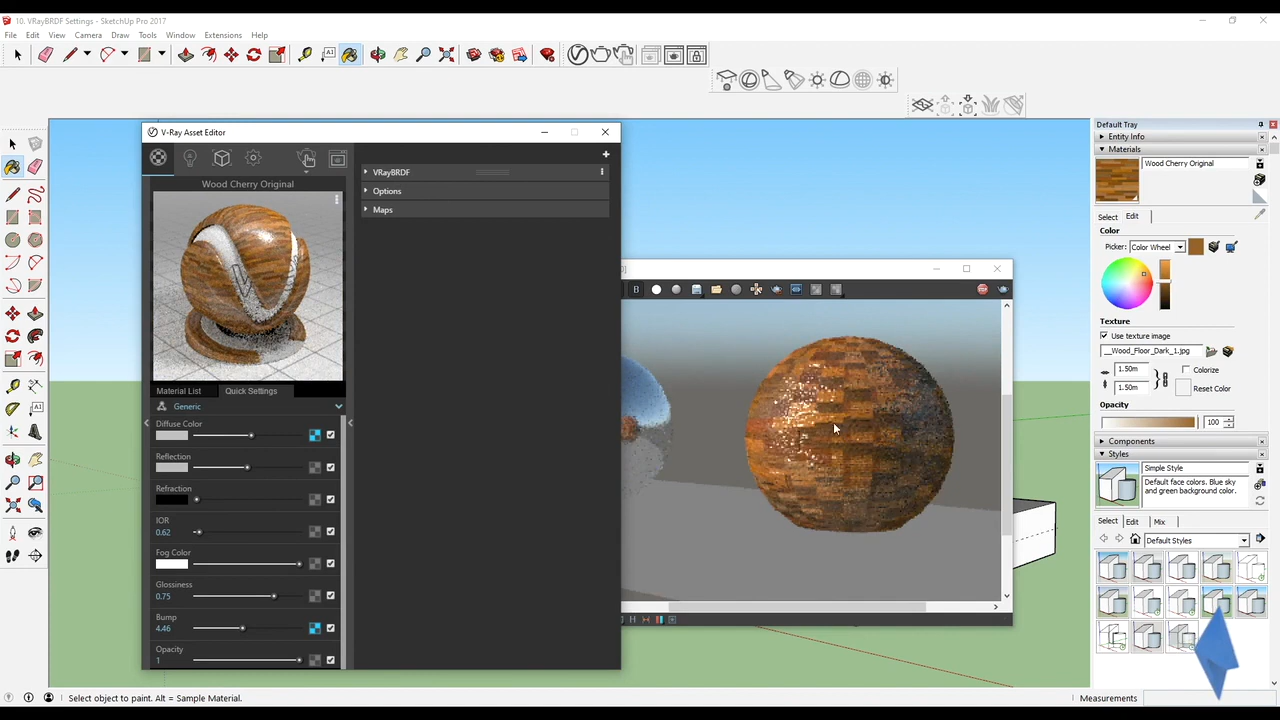 10. VRayBRDF Settings - SketchUp Pro 2017
File Edit View Camera Draw Tools Window Extensions Help
V-Ray Asset Editor
Wood Cherry Original
VRayBRDF
Options
Maps
Material List Quick Settings
Generic
Diffuse Color
Reflection
Refraction
IOR
0.62
Fog Color
Glossiness
0.75
Bump
4.46
Opacity
1
Default Tray
Entity Info
Materials
Wood Cherry Original
Select Edit
Color
Picker: Color Wheel
Texture
Use texture image
__Wood_Floor_Dark_1.jpg
1.50m Colorize
1.50m Reset Color
Opacity
100
Components
Styles
Simple Style
Default face colors. Blue sky
and green background color.
Select Edit Mix
Default Styles
Select object to paint. Alt = Sample Material.
Measurements